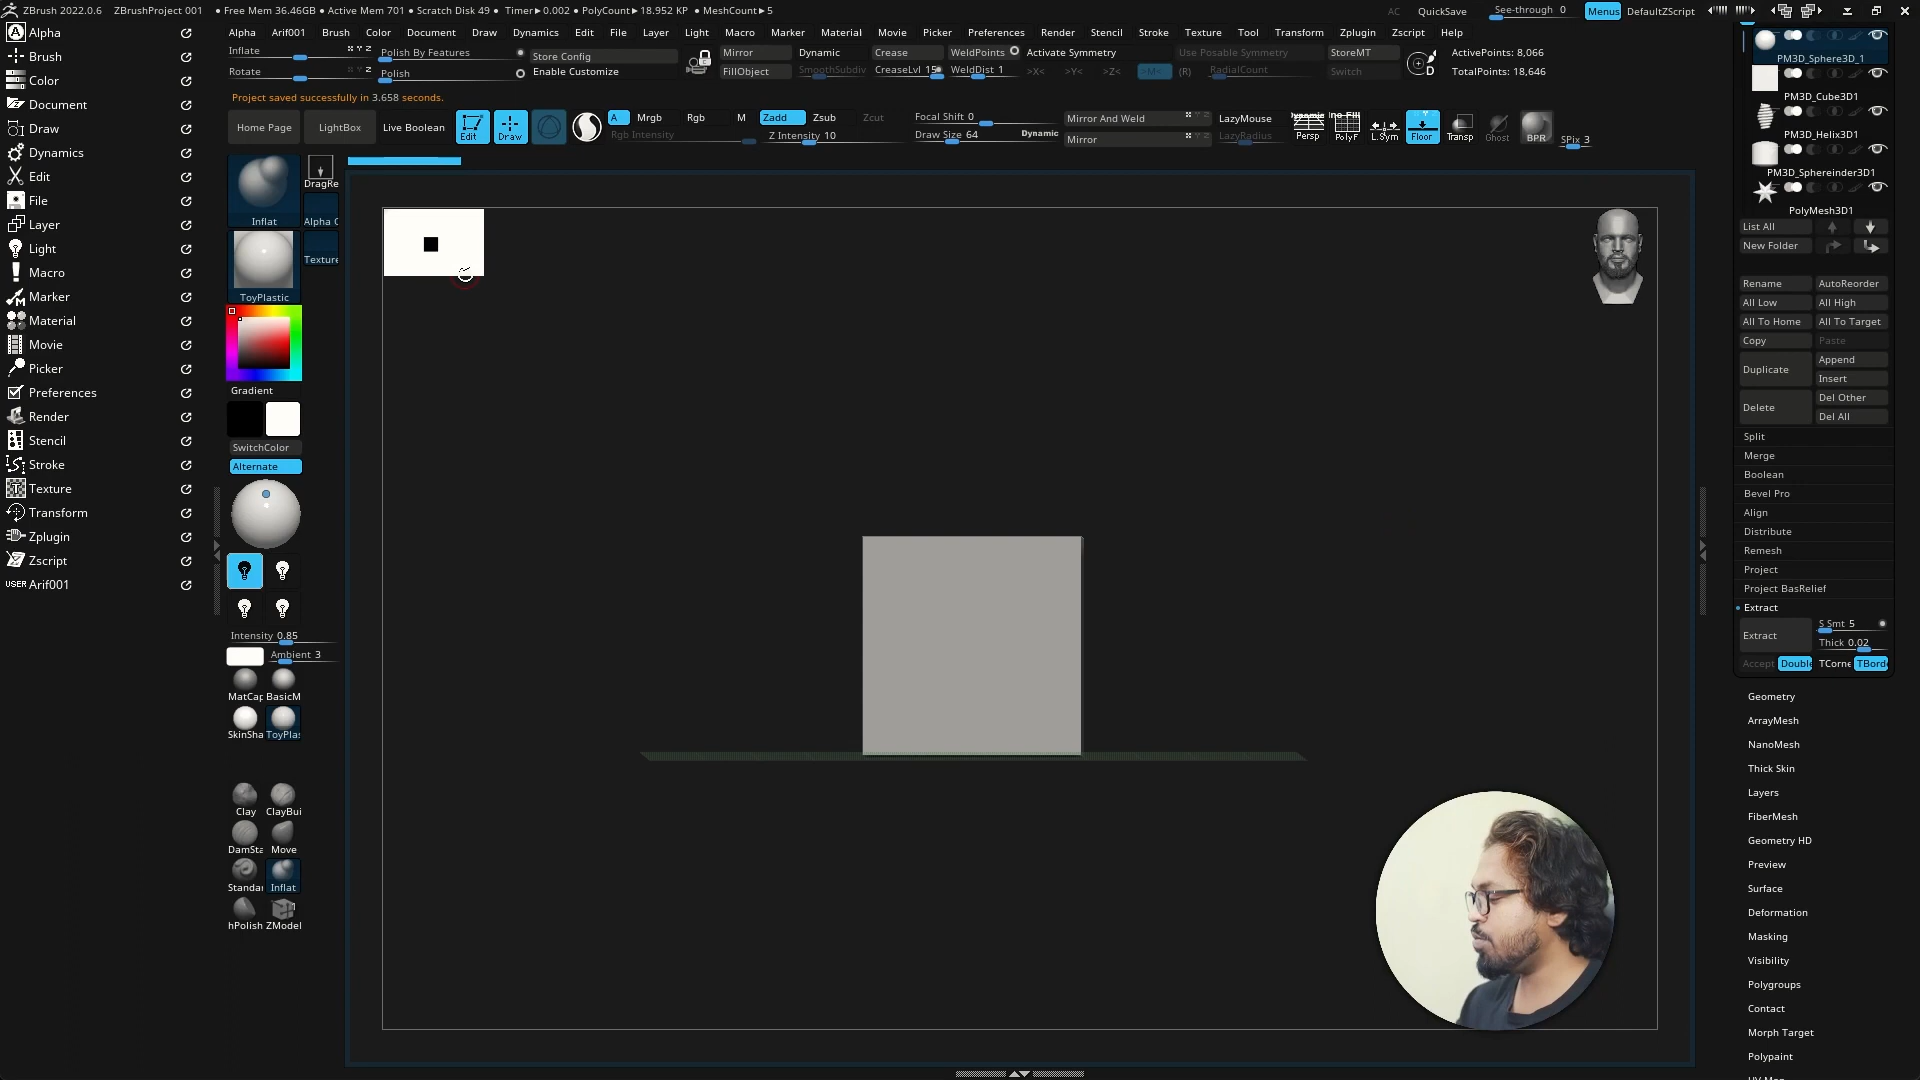 ZBrush 2022.0.6 ZBrushProject 001 ● Free Mem 36.46GB ● Active Mem 701 ● Scratch Disk 49 ● Timer▶0.002 ● PolyCount▶18.952 KP ● MeshCount▶5 AC QuickSave See-through 0 Menus DefaultZScript
Alpha Arif001 Brush Color Document Draw Dynamics Edit File Layer Light Macro Marker Material Movie Picker Preferences Render Stencil Stroke Texture Tool Transform Zplugin Zscript Help
Inflate Polish By Features Store Config Mirror Dynamic Crease WeldPoints Activate Symmetry Use Posable Symmetry StoreMT ActivePoints: 8,066
Rotate Polish Enable Customize FillObject SmoothSubdiv CreaseLvl 15 WeldDist 1 >X< >Y< >Z< >M< (R) RadialCount Switch TotalPoints: 18,646
Project saved successfully in 3.658 seconds.
Home Page LightBox Live Boolean Edit Draw A Mrgb Rgb M Zadd Zsub Zcut Focal Shift 0 Mirror And Weld LazyMouse
Rgb Intensity Z Intensity 10 Draw Size 64 Dynamic Mirror LazyRadius Persp PolyF L.Sym Floor Transp Ghost BPR SPix 3
Alpha
Brush
Color
Document
Draw
Dynamics
Edit
File
Layer
Light
Macro
Marker
Material
Movie
Picker
Preferences
Render
Stencil
Stroke
Texture
Transform
Zplugin
Zscript
USER Arif001
DragRe
Inflat Alpha O
Texture
ToyPlastic
Gradient
SwitchColor
Alternate
Intensity 0.85
Ambient 3
MatCap BasicM
SkinSha ToyPlas
Clay ClayBui
DamSta Move
Standar Inflat
hPolish ZModel
PM3D_Sphere3D_1
PM3D_Cube3D1
PM3D_Helix3D1
PM3D_Sphereinder3D1
PolyMesh3D1
List All
New Folder
Rename AutoReorder
All Low All High
All To Home All To Target
Copy Paste
Duplicate Append
Insert
Delete Del Other
Del All
Split
Merge
Boolean
Bevel Pro
Align
Distribute
Remesh
Project
Project BasRelief
Extract
Extract S Smt 5
Thick 0.02
Accept Double TCorne TBorde
Geometry
ArrayMesh
NanoMesh
Thick Skin
Layers
FiberMesh
Geometry HD
Preview
Surface
Deformation
Masking
Visibility
Polygroups
Contact
Morph Target
Polypaint
UV Map